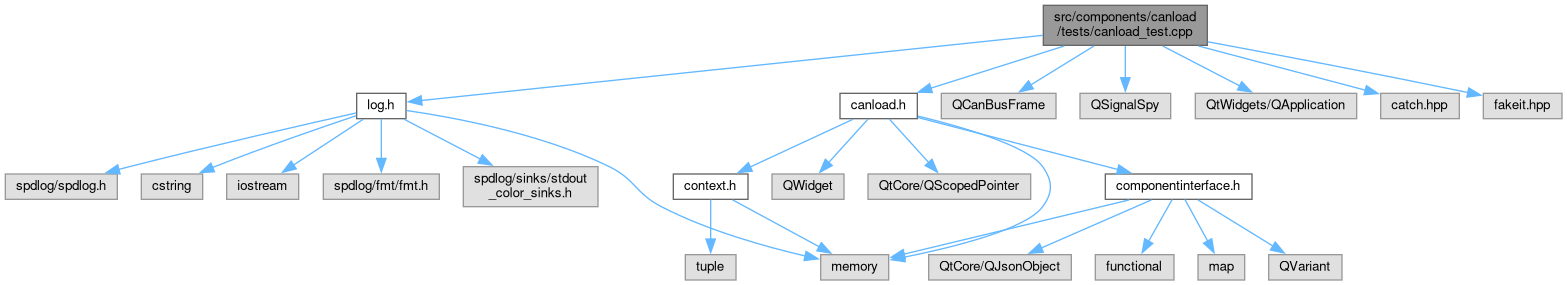 src/components/canload
/tests/canload_test.cpp
log.h
canload.h
QCanBusFrame
QSignalSpy
QtWidgets/QApplication
catch.hpp
fakeit.hpp
spdlog/spdlog.h
cstring
iostream
spdlog/fmt/fmt.h
spdlog/sinks/stdout
_color_sinks.h
context.h
QWidget
QtCore/QScopedPointer
componentinterface.h
tuple
memory
QtCore/QJsonObject
functional
map
QVariant